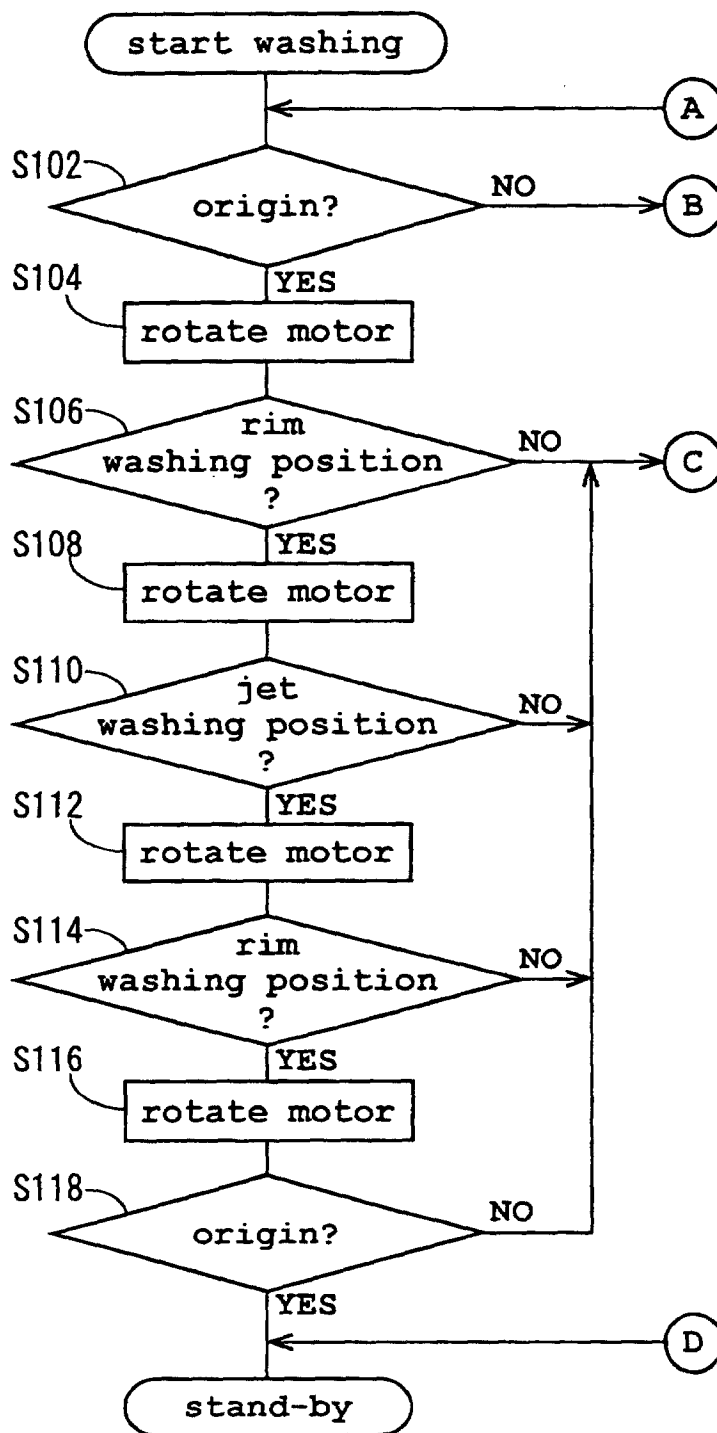 start washing
A
S102
origin?
NO
B
YES
S104
rotate motor
S106
rim
washing position
?
NO
C
YES
S108
rotate motor
S110
jet
washing position
?
NO
YES
S112
rotate motor
S114
rim
washing position
?
NO
YES
S116
rotate motor
S118
origin?
NO
YES
D
stand-by